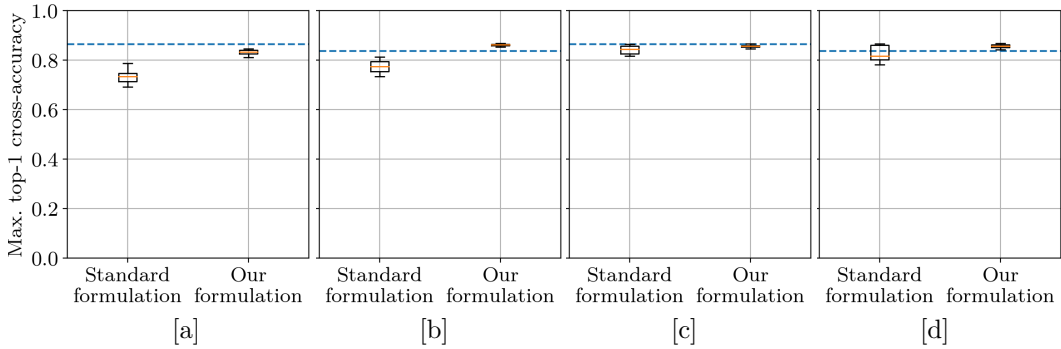 Max. top-1 cross-accuracy
1.0
0.8
0.6
0.4
0.2
0.0
Standard formulation
Our formulation
[a]
Standard formulation
Our formulation
[b]
Standard formulation
Our formulation
[c]
Standard formulation
Our formulation
[d]